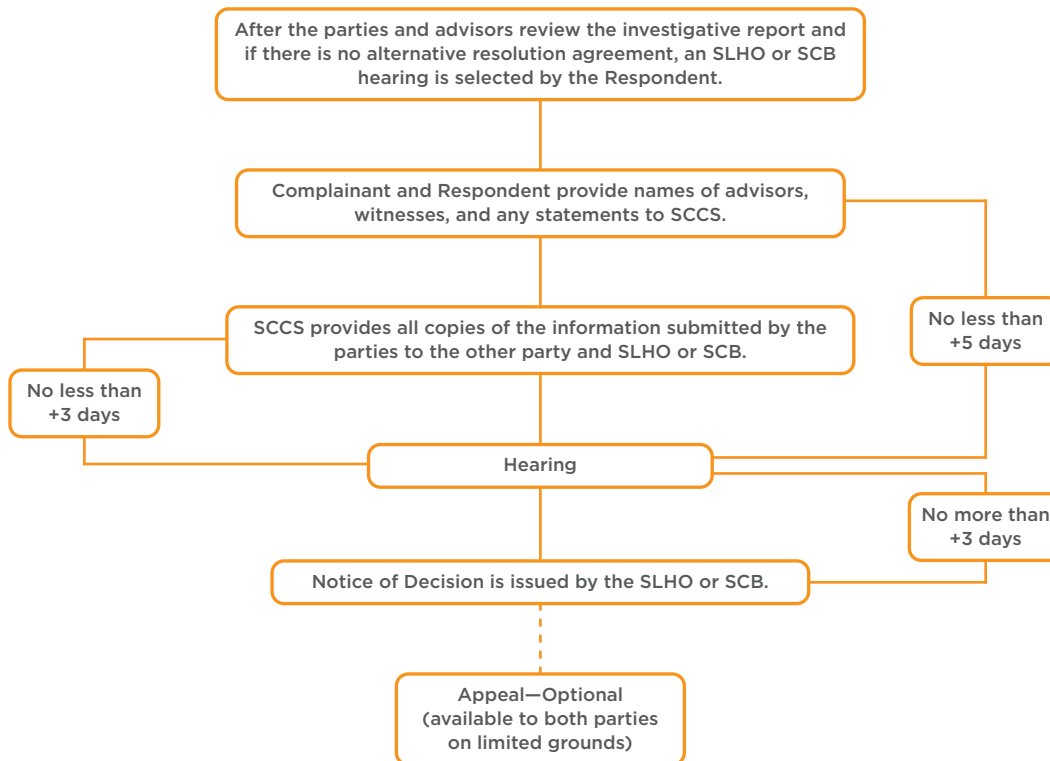 After the parties and advisors review the investigative report and
if there is no alternative resolution agreement, an SLHO or SCB
hearing is selected by the Respondent.
Complainant and Respondent provide names of advisors,
witnesses, and any statements to SCCS.
SCCS provides all copies of the information submitted by the
parties to the other party and SLHO or SCB.
No less than
+5 days
No less than
+3 days
Hearing
No more than
+3 days
Notice of Decision is issued by the SLHO or SCB.
Appeal—Optional
(available to both parties
on limited grounds)